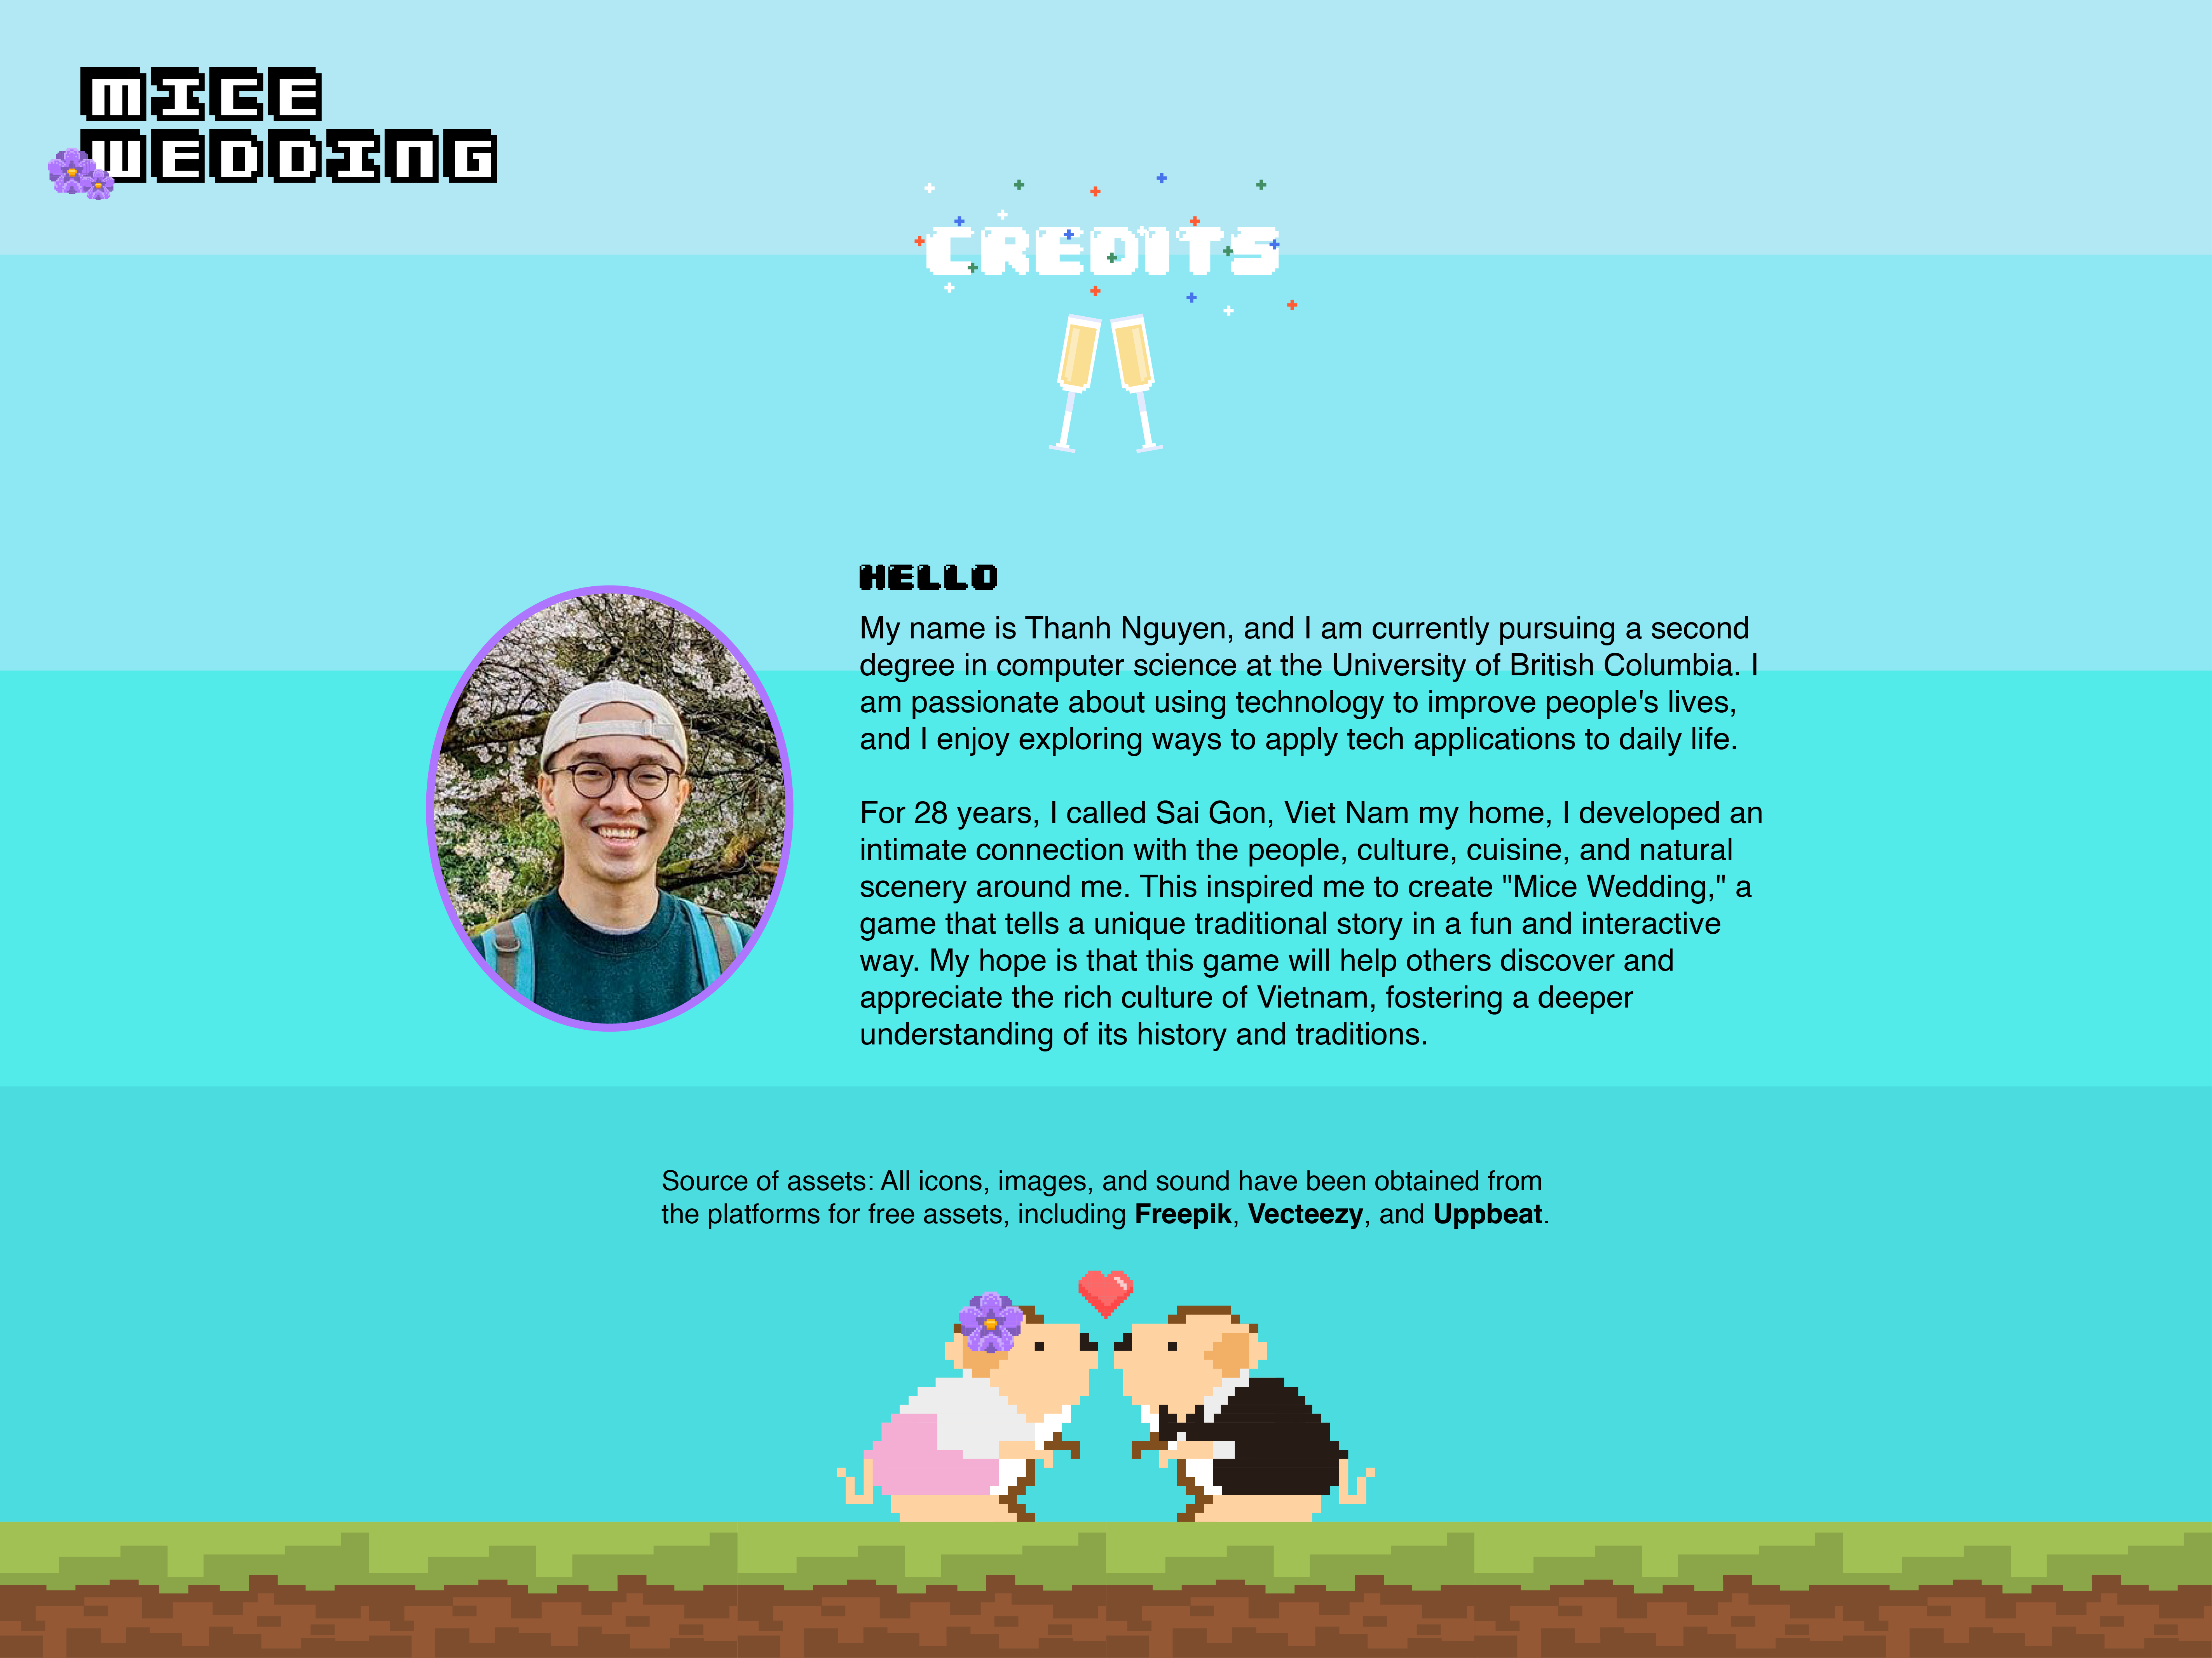 MICE
WEDDING
CREDITS
HELLO
My name is Thanh Nguyen, and I am currently pursuing a second
degree in computer science at the University of British Columbia. I
am passionate about using technology to improve people's lives,
and I enjoy exploring ways to apply tech applications to daily life.
For 28 years, I called Sai Gon, Viet Nam my home, I developed an
intimate connection with the people, culture, cuisine, and natural
scenery around me. This inspired me to create "Mice Wedding," a
game that tells a unique traditional story in a fun and interactive
way. My hope is that this game will help others discover and
appreciate the rich culture of Vietnam, fostering a deeper
understanding of its history and traditions.
Source of assets: All icons, images, and sound have been obtained from
the platforms for free assets, including Freepik, Vecteezy, and Uppbeat.